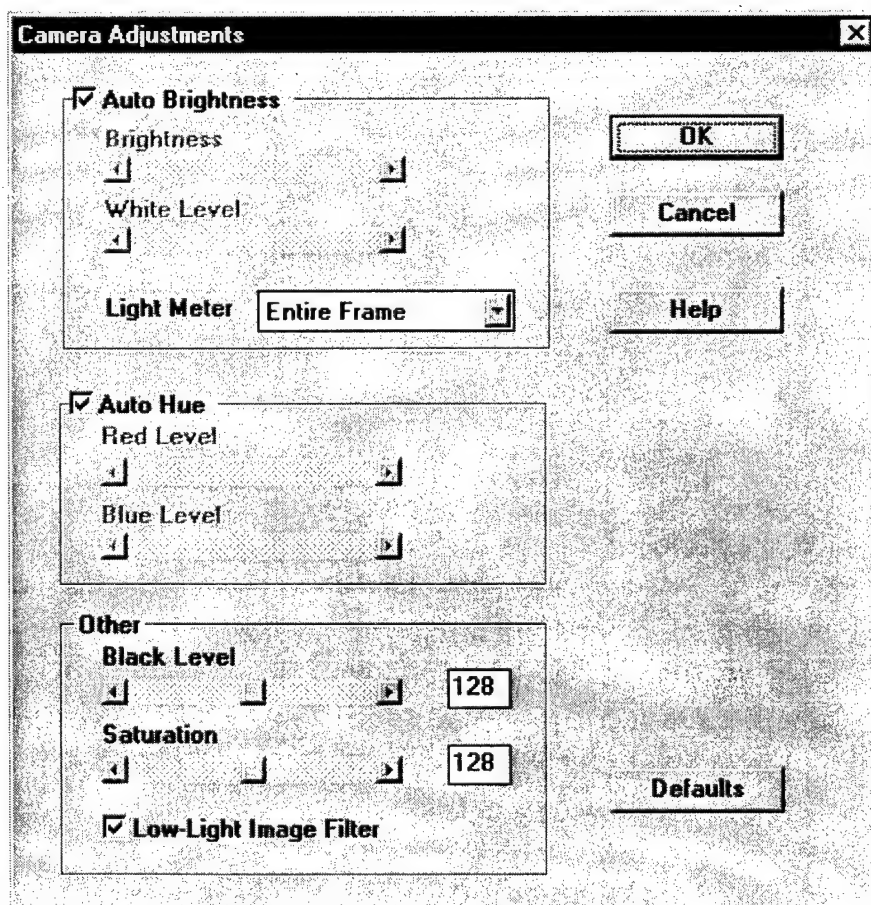 Camera Adjustments
Auto Brightness
Brightness
White Level
Light Meter Entire Frame
OK
Cancel
Help
Auto Hue
Red Level
Blue Level
Other
Black Level
128
Saturation
128
Low-Light Image Filter
Defaults